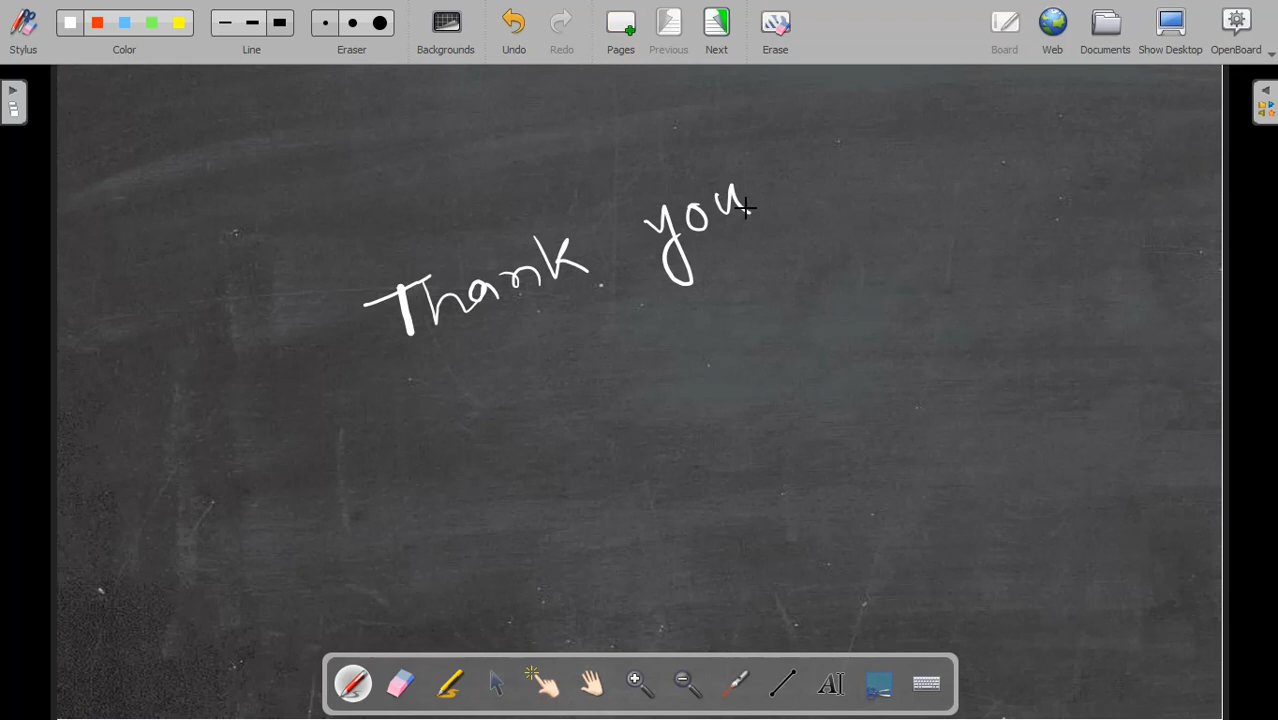 Stylus Color Line Eraser Backgrounds Undo Redo Pages Previous Next Erase Board Web Documents Show Desktop OpenBoard
Thank you
AI